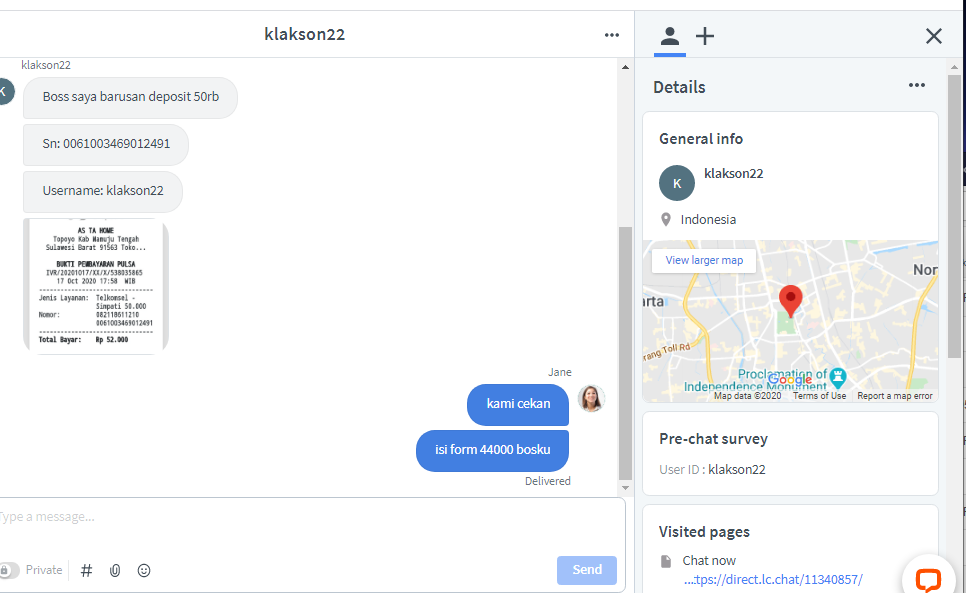 klakson22
klakson22
K
Boss saya barusan deposit 50rb
Sn: 0061003469012491
Username: klakson22
AS TA HOME
Topoyo Kab Mamuju Tengah
Sulawesi Barat 91563 Toko...
BUKTI PEMBAYARAN PULSA
IVR/20201017/XX/X/538035865
17 Oct 2020 17:58 WIB
Jenis Layanan: Telkomsel -
Simpati 50.000
Nomor: 082118611210
0061003469012491
Total Bayar: Rp 52.000
Jane
kami cekan
isi form 44000 bosku
Delivered
Type a message...
Private
Send
Details
General info
K
klakson22
Indonesia
View larger map
Nor
arta
rang Toll Rd
Proclamation of
Independence Monument
Google
Map data ©2020 Terms of Use Report a map error
Pre-chat survey
User ID : klakson22
Visited pages
Chat now
...:tps://direct.lc.chat/11340857/